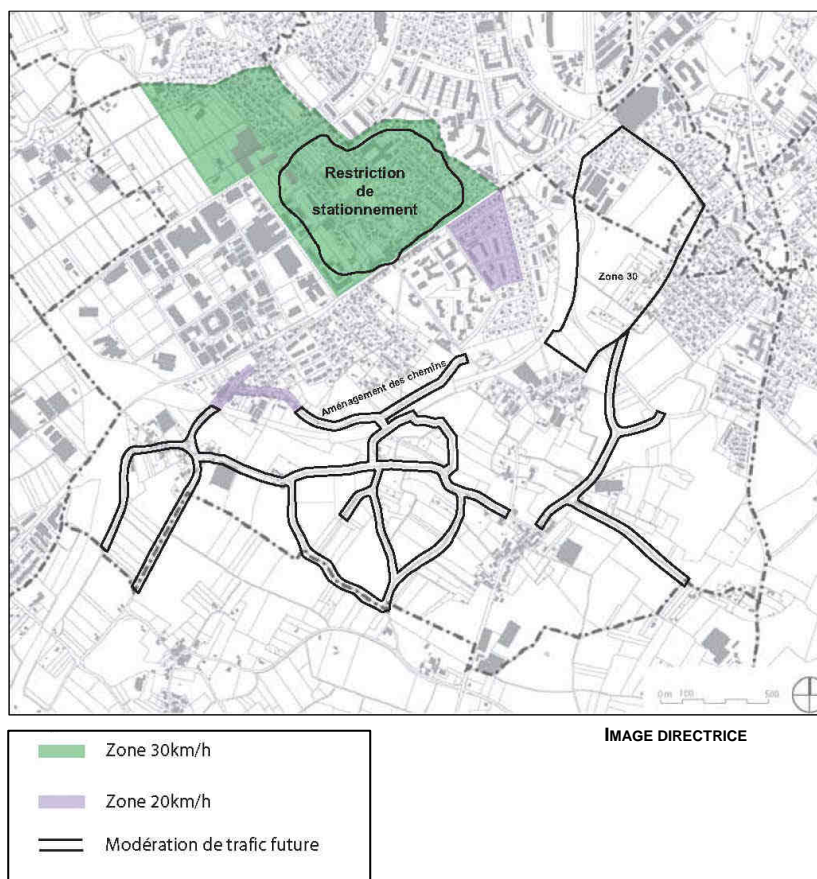 Restriction
de
stationnement
Zone 30
Aménagement des chemins
0 m 100 500
IMAGE DIRECTRICE
Zone 30km/h
Zone 20km/h
Modération de trafic future